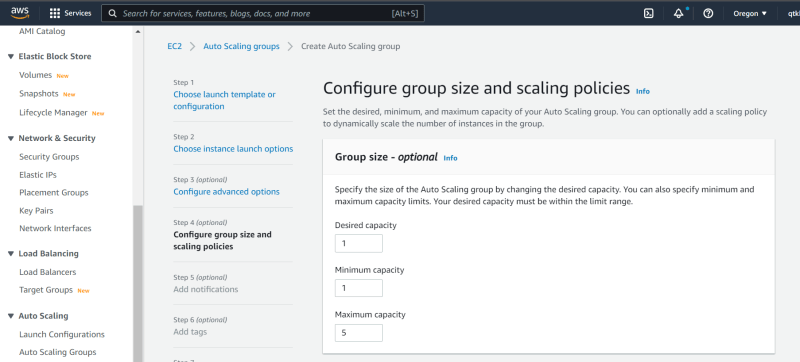 aws
Services
Search for services, features, blogs, docs, and more
[Alt+S]
Oregon
AMI Catalog
Elastic Block Store
Volumes New
Snapshots New
Lifecycle Manager New
Network & Security
Security Groups
Elastic IPs
Placement Groups
Key Pairs
Network Interfaces
Load Balancing
Load Balancers
Target Groups New
Auto Scaling
Launch Configurations
Auto Scaling Groups
EC2 > Auto Scaling groups > Create Auto Scaling group
Step 1
Choose launch template or
configuration
Step 2
Choose instance launch options
Step 3 (optional)
Configure advanced options
Step 4 (optional)
Configure group size and
scaling policies
Step 5 (optional)
Add notifications
Step 6 (optional)
Add tags
Configure group size and scaling policies Info
Set the desired, minimum, and maximum capacity of your Auto Scaling group. You can optionally add a scaling policy
to dynamically scale the number of instances in the group.
Group size - optional Info
Specify the size of the Auto Scaling group by changing the desired capacity. You can also specify minimum and
maximum capacity limits. Your desired capacity must be within the limit range.
Desired capacity
1
Minimum capacity
1
Maximum capacity
5